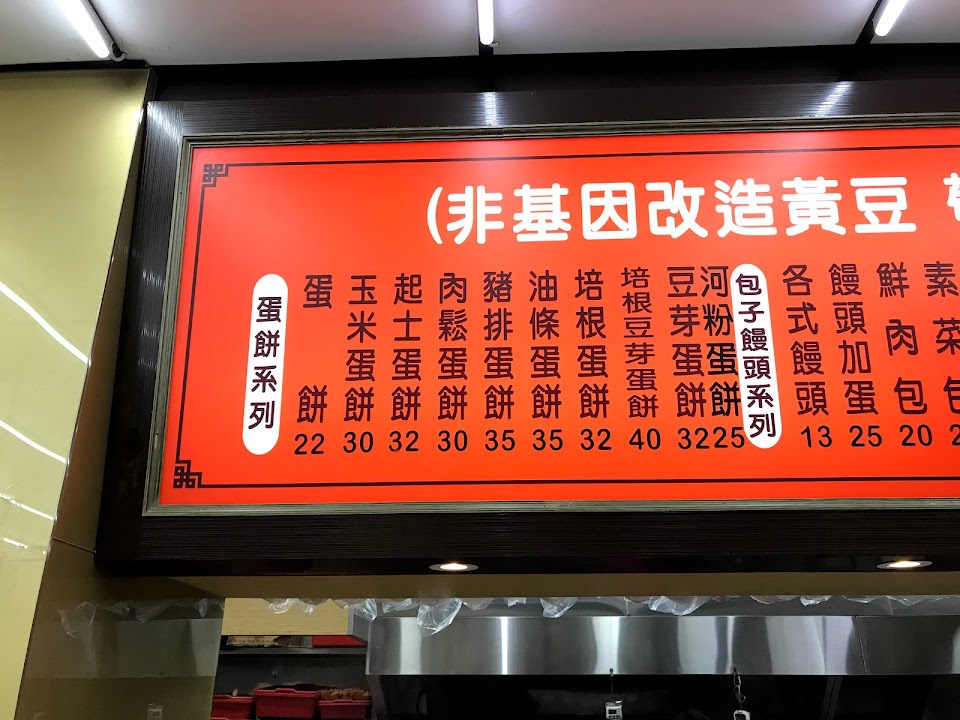 (非基因改造黃豆
蛋餅系列
蛋餅 22
玉米蛋餅 30
起士蛋餅 32
肉鬆蛋餅 30
豬排蛋餅 35
油條蛋餅 35
培根蛋餅 32
培根豆芽蛋餅 40
豆芽蛋餅 32
河粉蛋餅 25
包子饅頭系列
各式饅頭 13
饅頭加蛋 25
鮮肉包 20
素菜包